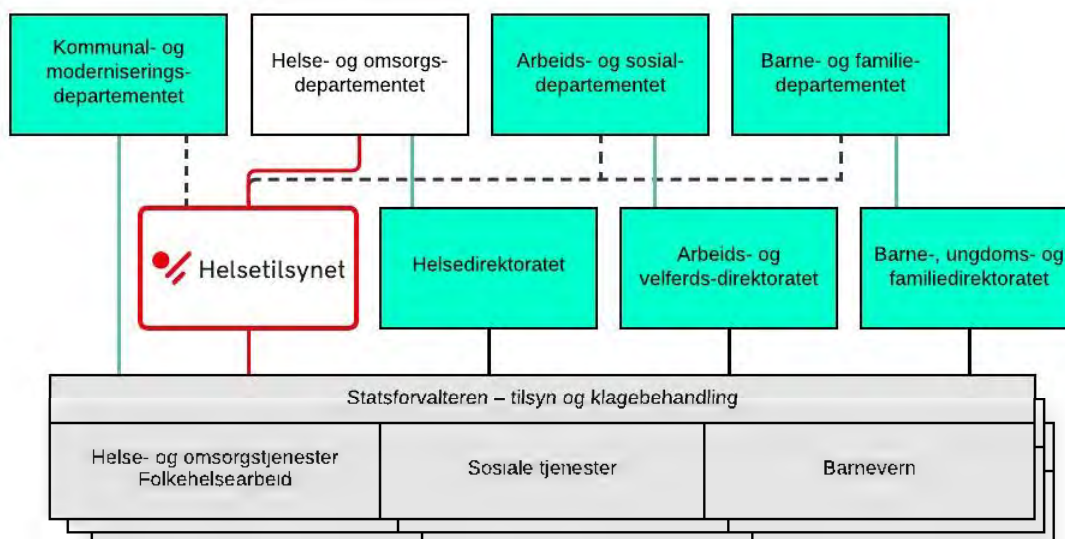 Kommunal- og
moderniserings-
departementet
Helse- og omsorgs-
departementet
Arbeids- og sosial-
departementet
Barne- og familie-
departementet
Helsetilsynet
Helsedirektoratet
Arbeids- og
velferds-direktoratet
Barne-, ungdoms- og
familiedirektoratet
Statsforvalteren – tilsyn og klagebehandling
Helse- og omsorgstjenester
Folkehelsearbeid
Sosiale tjenester
Barnevern